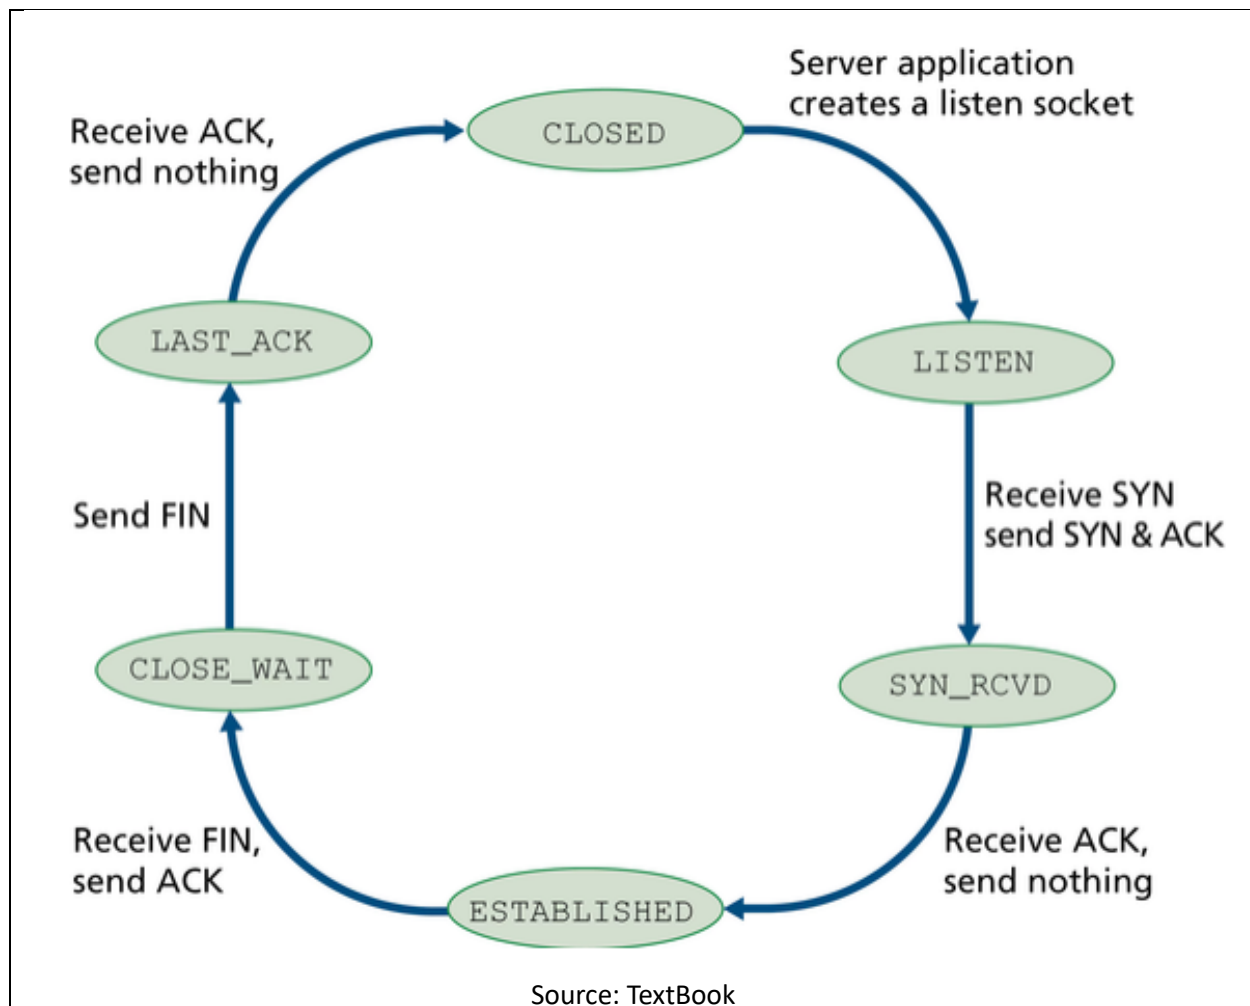 CLOSED
Server application
creates a listen socket
LISTEN
Receive SYN
send SYN & ACK
SYN_RCVD
Receive ACK,
send nothing
ESTABLISHED
Receive FIN,
send ACK
CLOSE_WAIT
Send FIN
LAST_ACK
Receive ACK,
send nothing
Source: TextBook